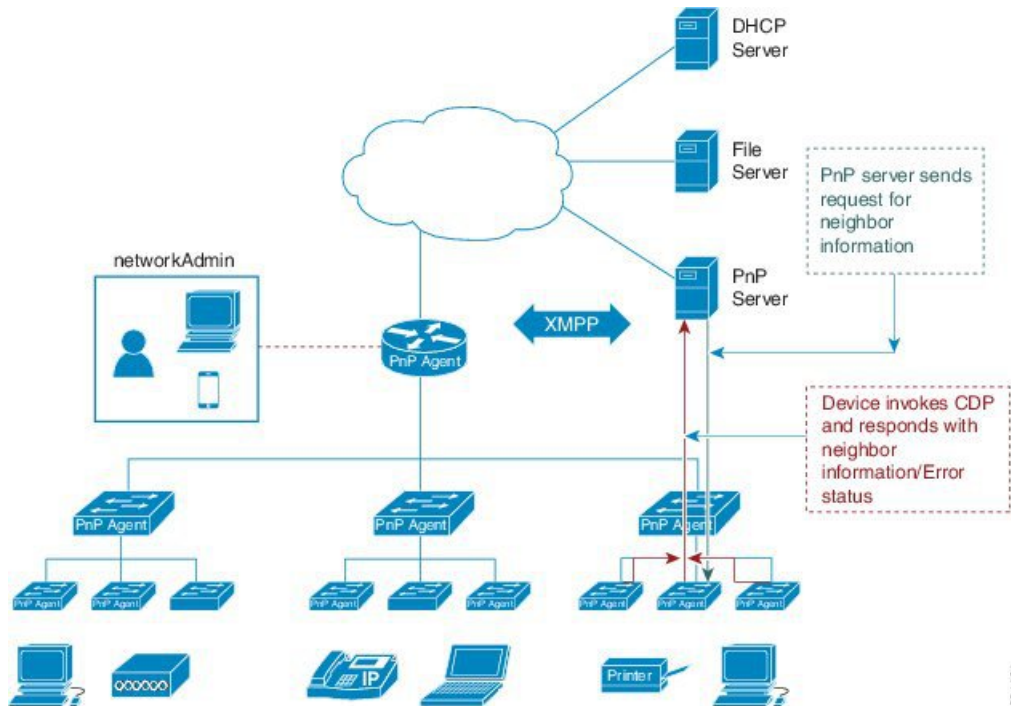 DHCP
Server
File
Server
PnP server sends
request for
neighbor
information
networkAdmin
PnP
Server
XMPP
PnP Agent
Device invokes CDP
and responds with
neighbor
information/Error
status
PnP Agent
PnP Agent
PnP Agent
PnP Agent
PnP Agent
PnP Agent
PnP Agent
PnP Agent
PnP Agent
PnP Agent
IP
Printer